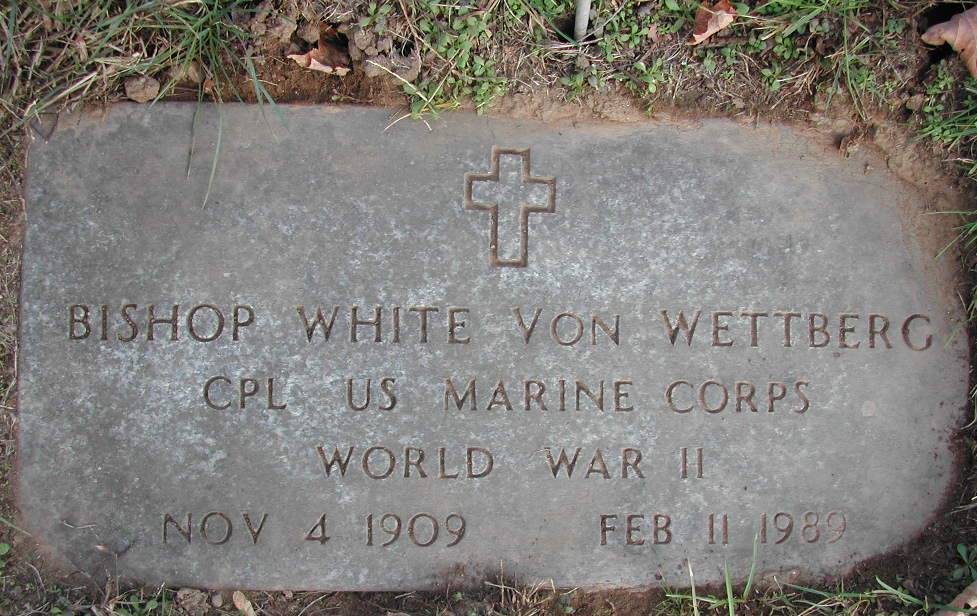 BISHOP WHITE VON WETTBERG
CPL US MARINE CORPS
WORLD WAR II
NOV 4 1909 FEB 11 1989